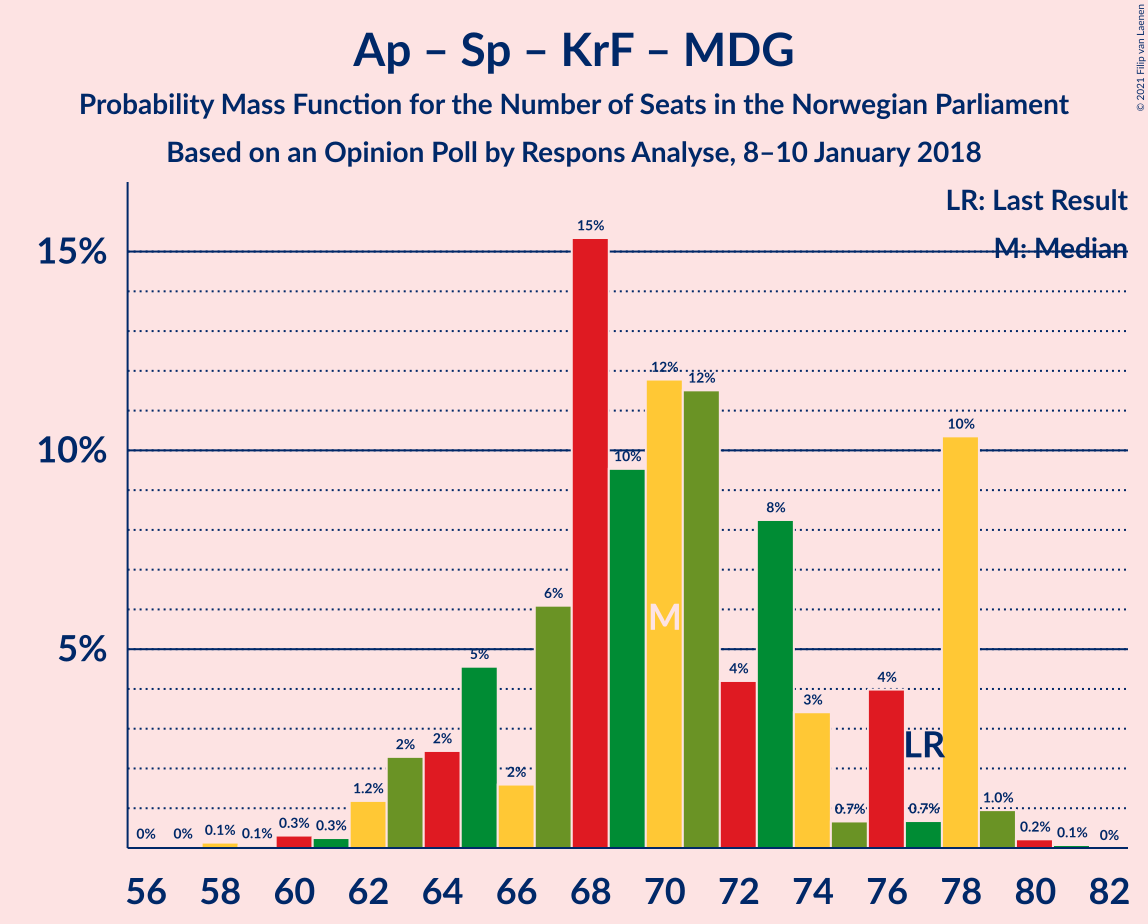 Ap – Sp – KrF – MDG
Probability Mass Function for the Number of Seats in the Norwegian Parliament
Based on an Opinion Poll by Respons Analyse, 8–10 January 2018
© 2021 Filip van Laenen
LR: Last Result
M: Median
15%
10%
5%
0% 0% 0.1% 0.1% 0.3% 0.3% 1.2% 2% 2% 5% 2% 6% 15% 10% 12% 12% 4% 8% 3% 0.7% 4% 0.7% 10% 1.0% 0.2% 0.1% 0%
M
LR
56 58 60 62 64 66 68 70 72 74 76 78 80 82